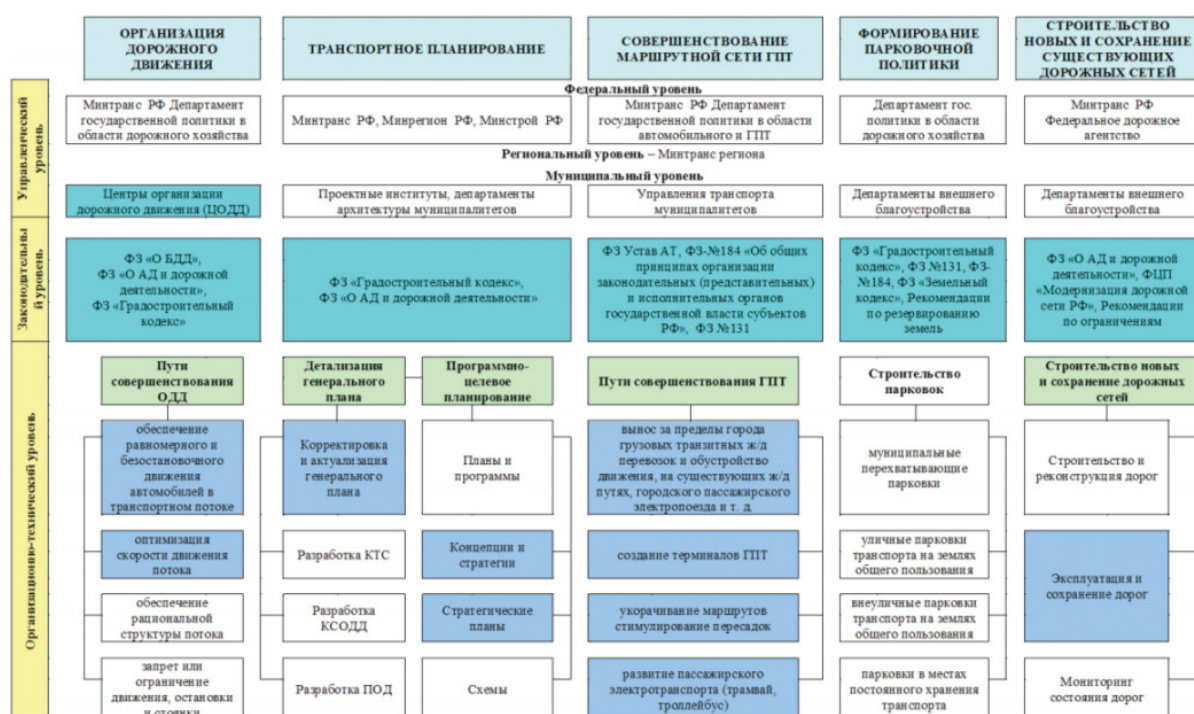 ОРГАНИЗАЦИЯ
ДОРОЖНОГО
ДВИЖЕНИЯ
ТРАНСПОРТНОЕ ПЛАНИРОВАНИЕ
СОВЕРШЕНСТВОВАНИЕ
МАРШРУТНОЙ СЕТИ ГПТ
ФОРМИРОВАНИЕ
ПАРКОВОЧНОЙ
ПОЛИТИКИ
СТРОИТЕЛЬСТВО
НОВЫХ И СОХРАНЕНИЕ
СУЩЕСТВУЮЩИХ
ДОРОЖНЫХ СЕТЕЙ
Управленческий
уровень
Федеральный уровень
Минтранс РФ Департамент
государственной политики в
области дорожного хозяйства
Минтранс РФ, Минрегион РФ, Минстрой РФ
Минтранс РФ Департамент
государственной политики в области
автомобильного и ГПТ
Департамент гос.
политики в области
дорожного хозяйства
Минтранс РФ
Федеральное дорожное
агентство
Региональный уровень – Минтранс региона
Муниципальный уровень
Центры организации
дорожного движения (ЦОДД)
Проектные институты, департаменты
архитектуры муниципалитетов
Управления транспорта
муниципалитетов
Департаменты внешнего
благоустройства
Департаменты внешнего
благоустройства
Законодательны
й уровень
ФЗ «О БДД»,
ФЗ «О АД и дорожной
деятельности»,
ФЗ «Градостроительный
кодекс»
ФЗ «Градостроительный кодекс»,
ФЗ «О АД и дорожной деятельности»
ФЗ Устав АТ, ФЗ-№184 «Об общих
принципах организации
законодательных (представительных)
и исполнительных органов
государственной власти субъектов
РФ», ФЗ №131
ФЗ «Градостроительный
кодекс», ФЗ №131, ФЗ-
№184, ФЗ «Земельный
кодекс», Рекомендации
по резервированию
земель
ФЗ «О АД и дорожной
деятельности», ФЦП
«Модернизация дорожной
сети РФ», Рекомендации
по ограничениям
Организационно-технический уровень
Пути
совершенствования
ОДД
обеспечение
равномерного и
безостановочного
движения
автомобилей в
транспортном потоке
оптимизация
скорости движения
потока
обеспечение
рациональной
структуры потока
запрет или
ограничение
движения, остановки
и стоянки
Детализация
генерального
плана
Корректировка
и актуализация
генерального
плана
Разработка КТС
Разработка
КСОДД
Разработка ПОД
Программно-
целевое
планирование
Планы и
программы
Концепции и
стратегии
Стратегические
планы
Схемы
Пути совершенствования ГПТ
вынос за пределы города
грузовых транзитных ж/д
перевозок и обустройство
движения, на существующих ж/д
путях, городского пассажирского
электропоезда и т. д.
создание терминалов ГПТ
укорачивание маршрутов
стимулирование пересадок
развитие пассажирского
электротранспорта (трамвай,
троллейбус)
Строительство
парковок
муниципальные
перехватывающие
парковки
уличные парковки
транспорта на землях
общего пользования
внеуличные парковки
транспорта на землях
общего пользования
парковки в местах
постоянного хранения
транспорта
Строительство новых
и сохранение дорожных
сетей
Строительство и
реконструкция дорог
Эксплуатация и
сохранение дорог
Мониторинг
состояния дорог